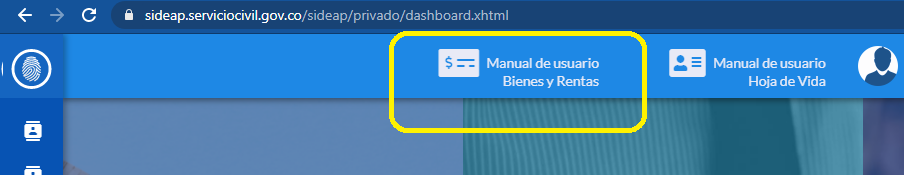 sideap.serviciocivil.gov.co/sideap/privado/dashboard.xhtml
$ Manual de usuario
Bienes y Rentas
Manual de usuario
Hoja de Vida